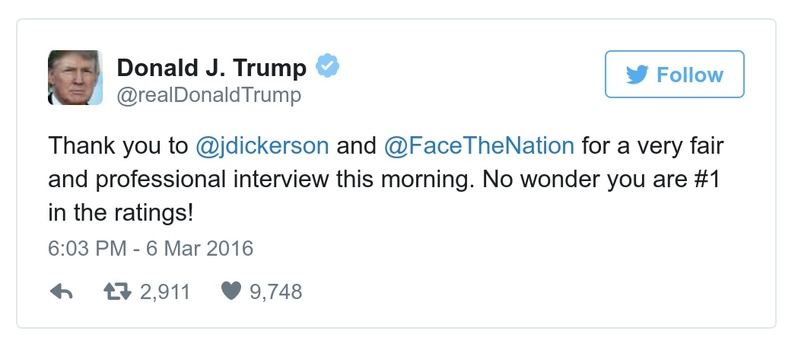 Donald J. Trump
@realDonaldTrump
Follow
Thank you to @jdickerson and @FaceTheNation for a very fair
and professional interview this morning. No wonder you are #1
in the ratings!
6:03 PM - 6 Mar 2016
2,911 9,748